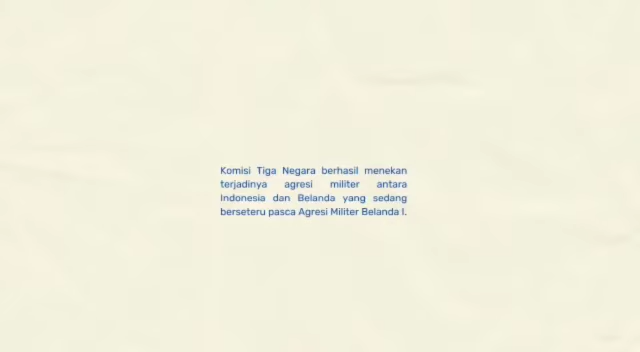 Komisi Tiga Negara berhasil menekan
terjadinya agresi militer antara
Indonesia dan Belanda yang sedang
berseteru pasca Agresi Militer Belanda I.